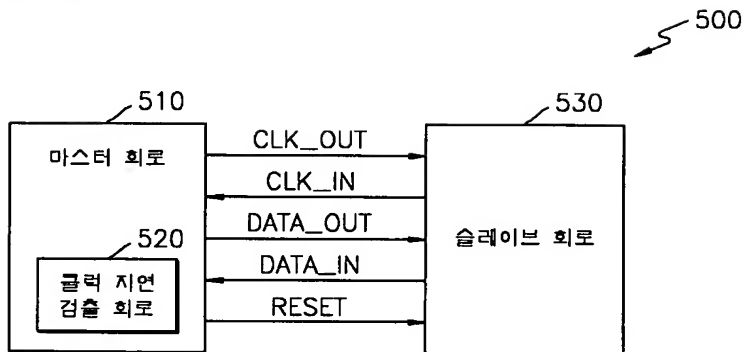 500
510
530
마스터 회로
CLK_OUT
CLK_IN
DATA_OUT
슬레이브 회로
520
DATA_IN
클럭 지연
검출 회로
RESET